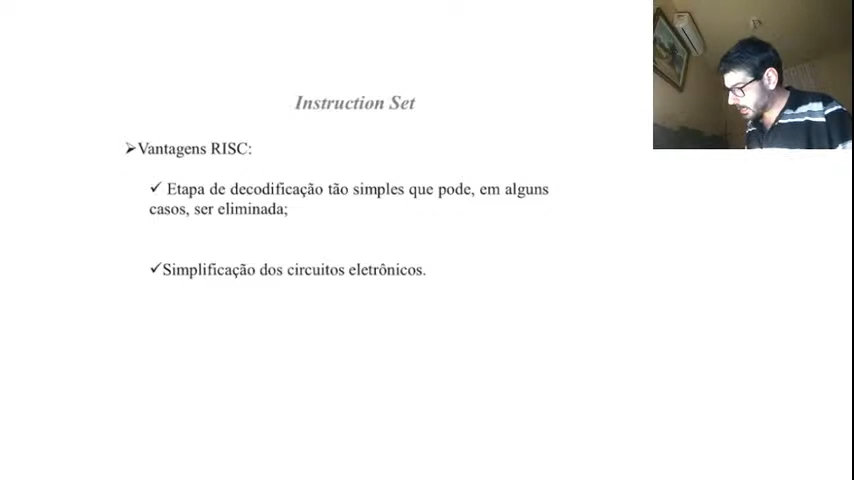 Instruction Set
➢Vantagens RISC:
✓ Etapa de decodificação tão simples que pode, em alguns
casos, ser eliminada;
✓Simplificação dos circuitos eletrônicos.